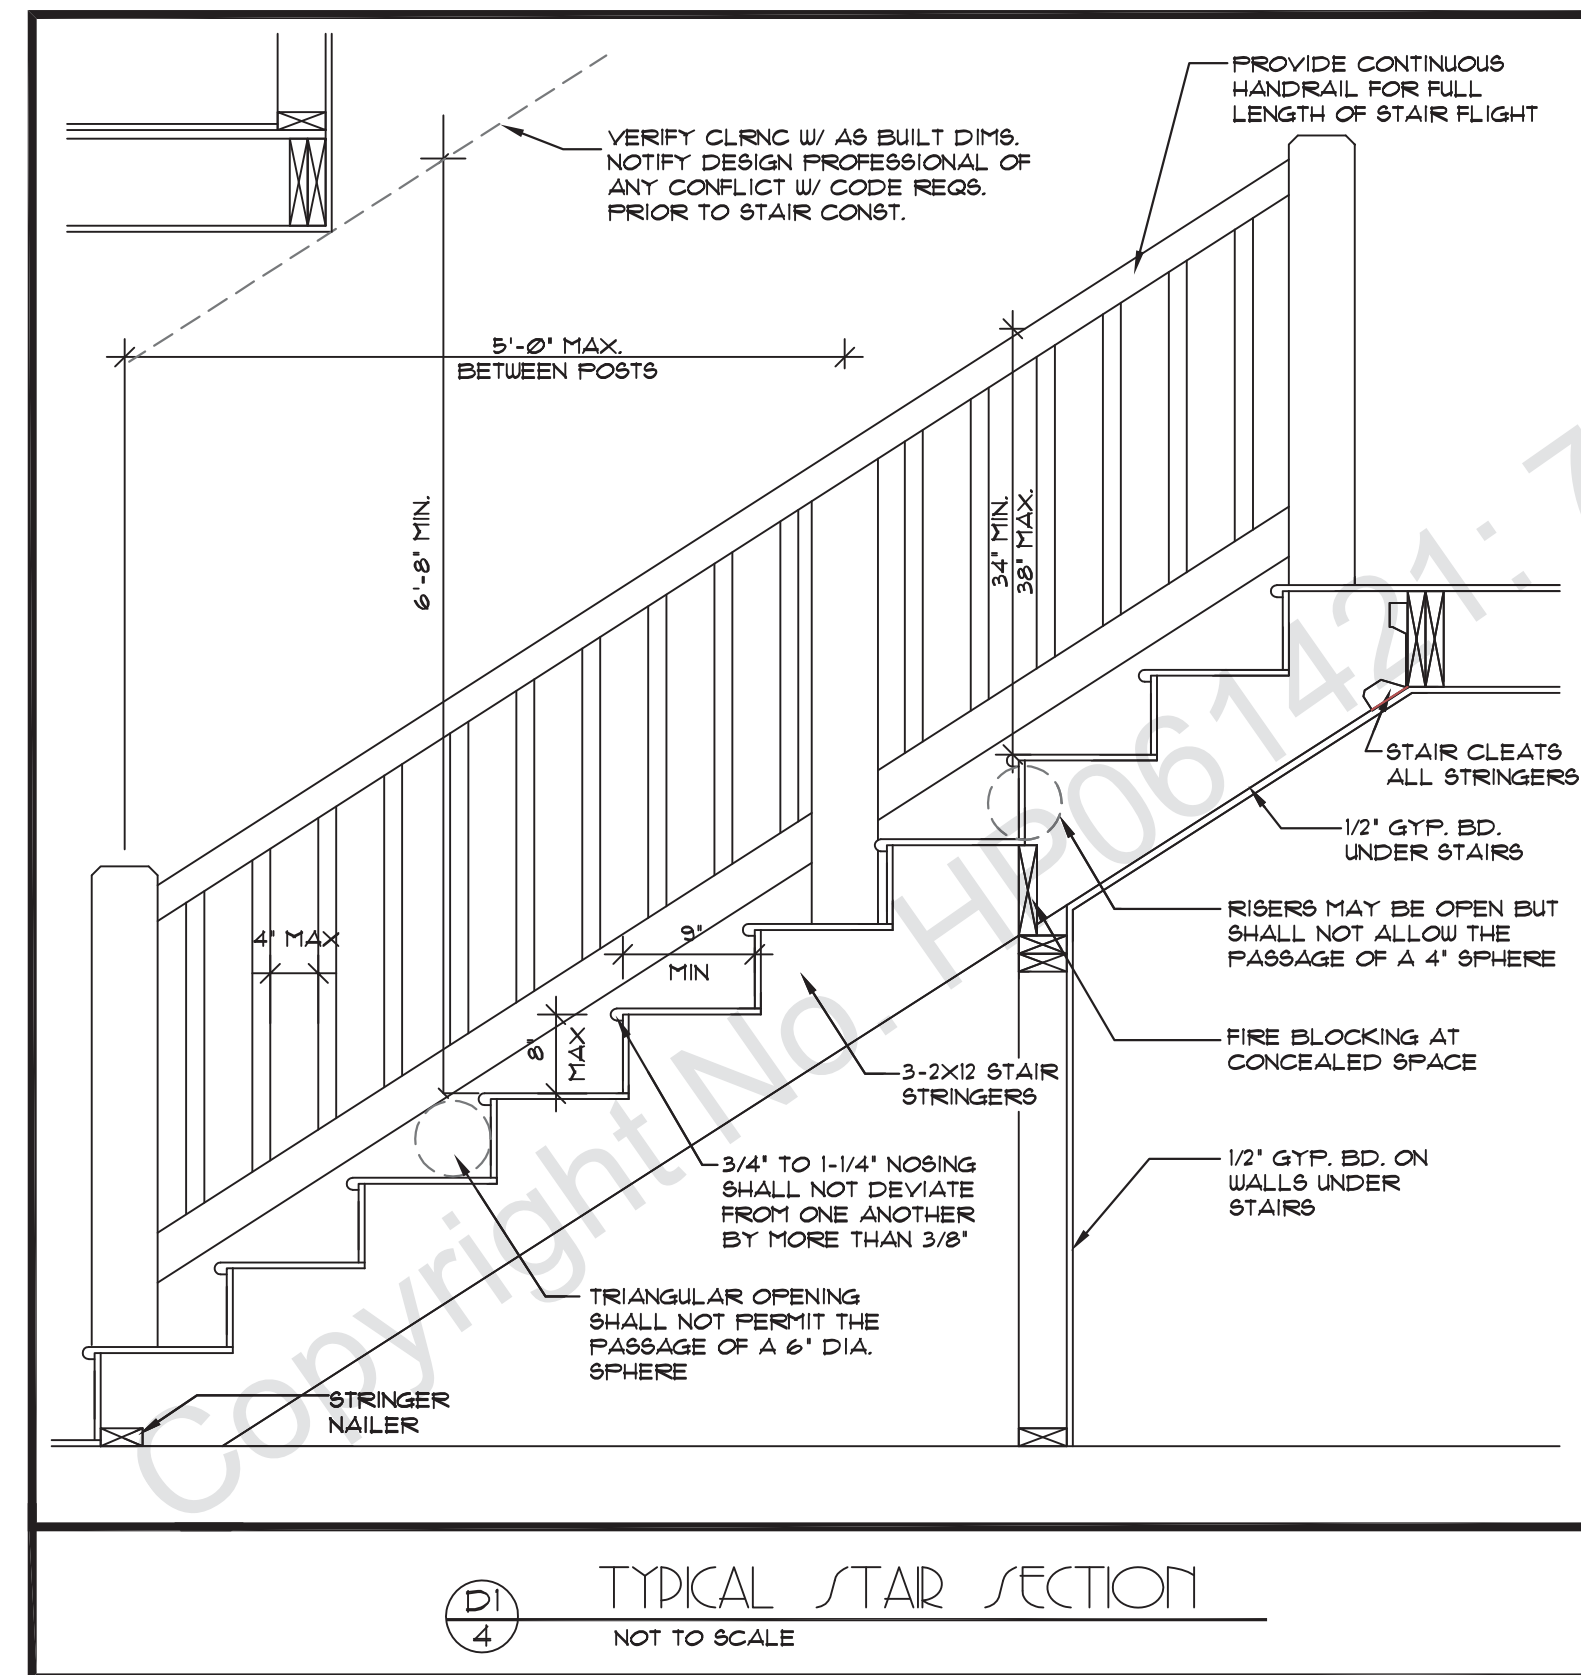 PROVIDE CONTINUOUS
HANDRAIL FOR FULL
LENGTH OF STAIR FLIGHT
VERIFY CLRNC W/ AS BUILT DIMS.
NOTIFY DESIGN PROFESSIONAL OF
ANY CONFLICT W/ CODE REQS.
PRIOR TO STAIR CONST.
5'-0" MAX.
BETWEEN POSTS
6'-8" MIN.
34" MIN.
38" MAX.
STAIR CLEATS
ALL STRINGERS
1/2" GYP. BD.
UNDER STAIRS
RISERS MAY BE OPEN BUT
SHALL NOT ALLOW THE
PASSAGE OF A 4" SPHERE
4" MAX
9"
MIN
8"
MAX
FIRE BLOCKING AT
CONCEALED SPACE
3-2X12 STAIR
STRINGERS
3/4" TO 1-1/4" NOSING
SHALL NOT DEVIATE
FROM ONE ANOTHER
BY MORE THAN 3/8"
1/2" GYP. BD. ON
WALLS UNDER
STAIRS
TRIANGULAR OPENING
SHALL NOT PERMIT THE
PASSAGE OF A 6" DIA.
SPHERE
STRINGER
NAILER
Copyright No. HP061421: 7
D1
4
TYPICAL STAIR SECTION
NOT TO SCALE